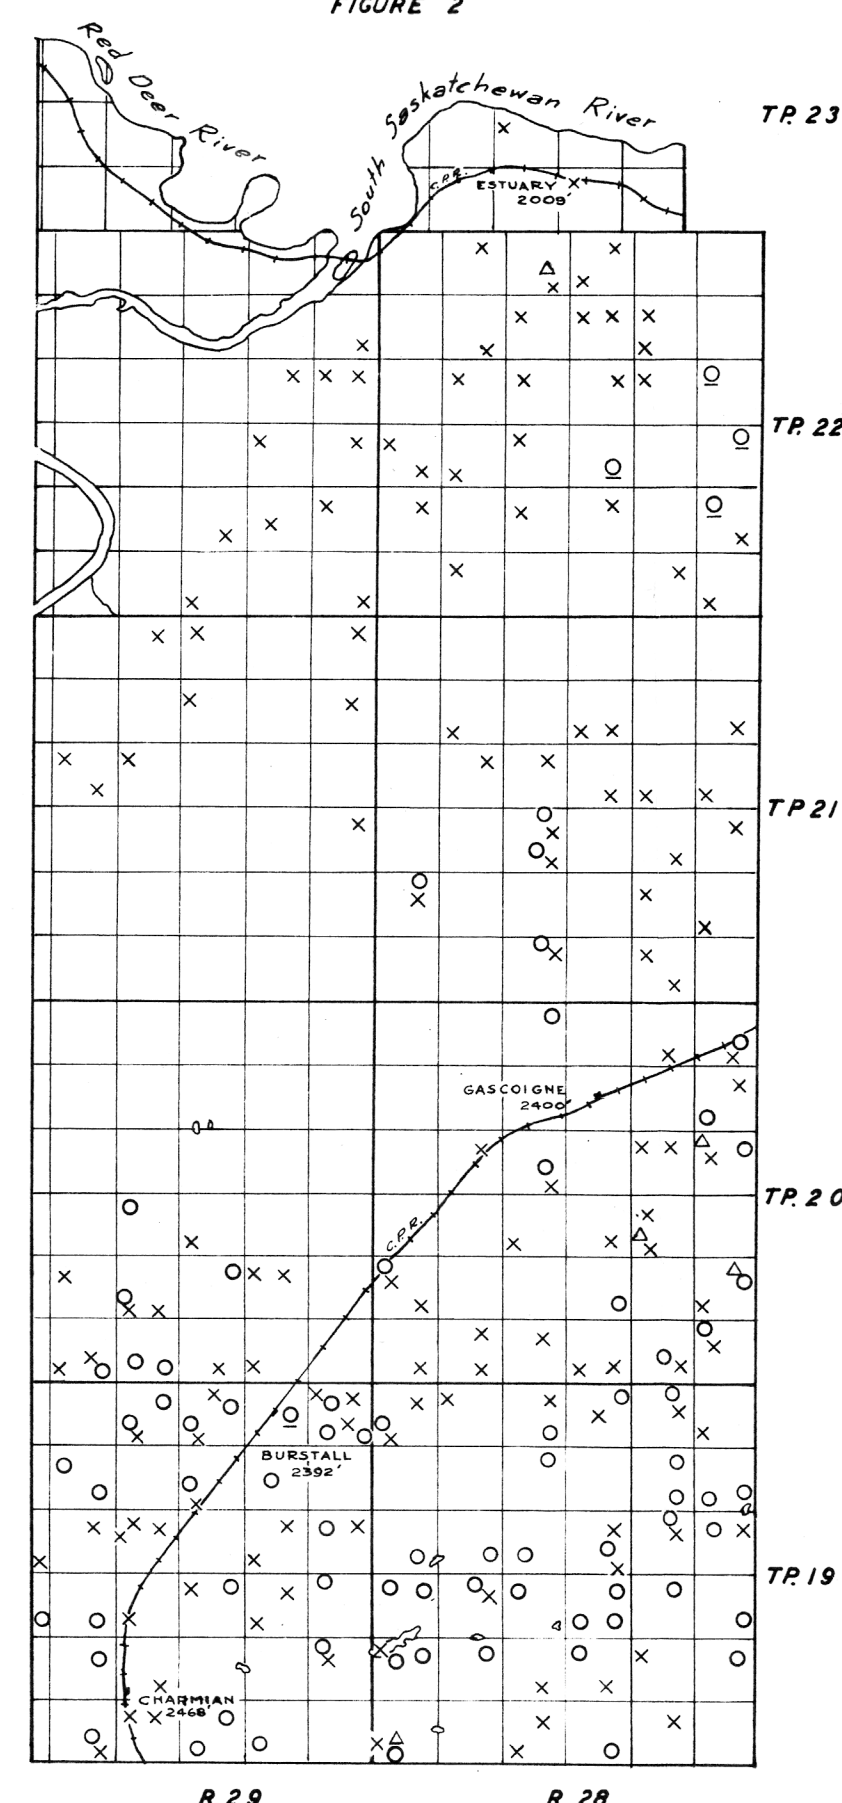 FIGURE 2
Red Deer River
South Saskatchewan River
TP. 23
C.P.R.
ESTUARY
2009'
TP. 22
TP 21
GASCOIGNE
2400'
TP. 20
C.P.R.
BURSTALL
2392'
TP. 19
CHARMIAN
2468'
R 29 R 28